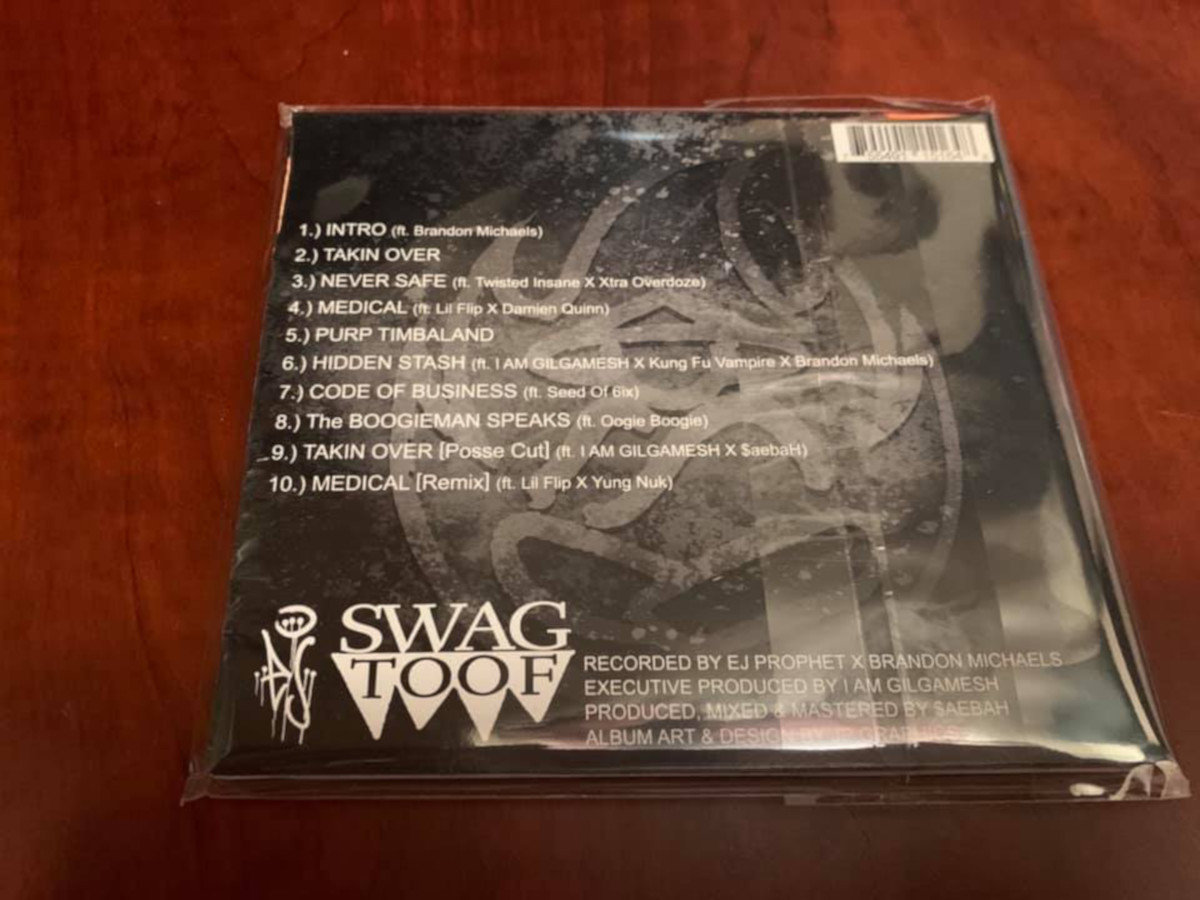 1.) INTRO (ft. Brandon Michaels)
2.) TAKIN OVER
3.) NEVER SAFE (ft. Twisted Insane X Xtra Overdoze)
4.) MEDICAL (ft. Lil Flip X Damien Quinn)
5.) PURP TIMBALAND
6.) HIDDEN STASH (ft. I AM GILGAMESH X Kung Fu Vampire X Brandon Michaels)
7.) CODE OF BUSINESS (ft. Seed Of 6ix)
8.) The BOOGIEMAN SPEAKS (ft. Oogie Boogie)
9.) TAKIN OVER [Posse Cut] (ft. I AM GILGAMESH X $aebaH)
10.) MEDICAL [Remix] (ft. Lil Flip X Yung Nuk)
SWAG
TOOF
RECORDED BY EJ PROPHET X BRANDON MICHAELS
EXECUTIVE PRODUCED BY I AM GILGAMESH
PRODUCED, MIXED & MASTERED BY $AEBAH
ALBUM ART & DESIGN BY GRAPHICS